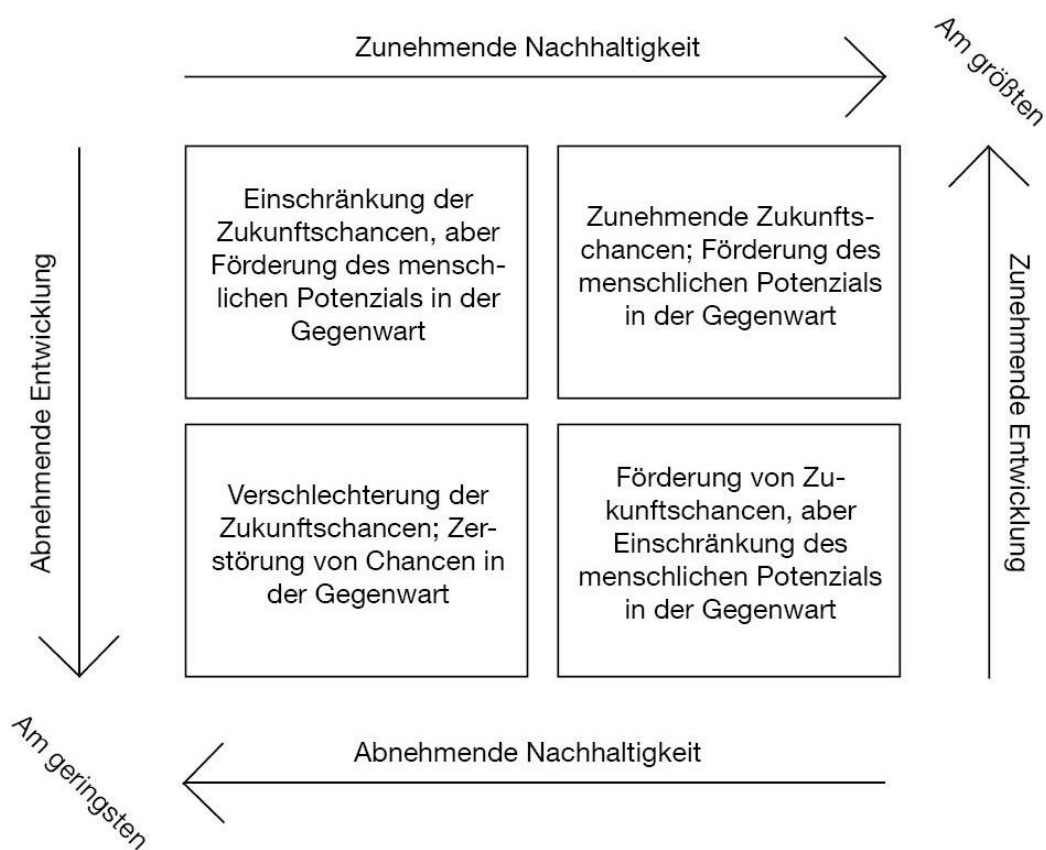 Zunehmende Nachhaltigkeit
Am größten
Abnehmende Entwicklung
Einschränkung der
Zukunftschancen, aber
Förderung des mensch-
lichen Potenzials in der
Gegenwart
Zunehmende Zukunfts-
chancen; Förderung des
menschlichen Potenzials
in der Gegenwart
Zunehmende Entwicklung
Verschlechterung der
Zukunftschancen; Zer-
störung von Chancen in
der Gegenwart
Förderung von Zu-
kunftschancen, aber
Einschränkung des
menschlichen Potenzials
in der Gegenwart
Am geringsten
Abnehmende Nachhaltigkeit